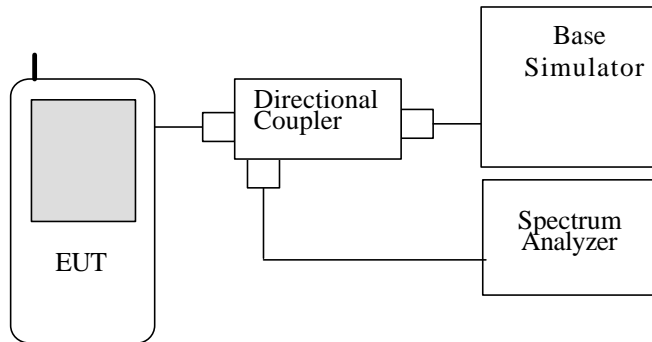 Base
Simulator
Directional
Coupler
Spectrum
Analyzer
EUT